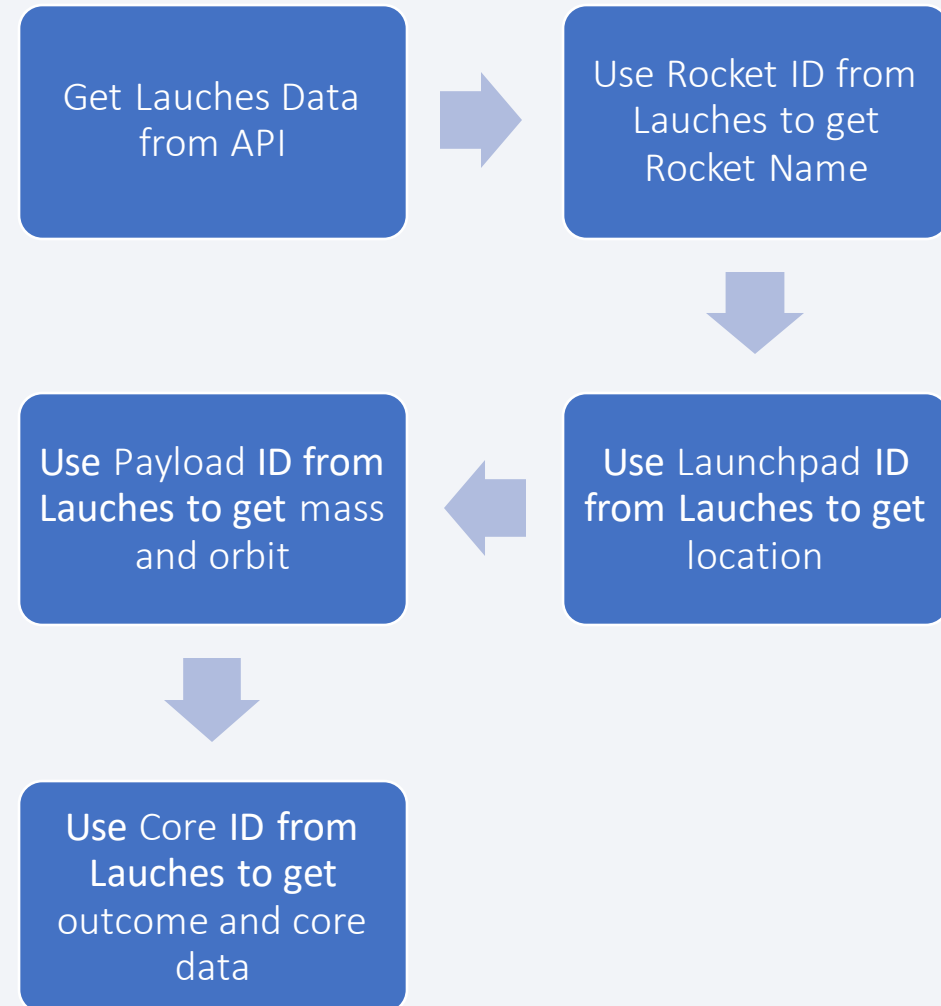 Get Lauches Data
from API
Use Rocket ID from
Lauches to get
Rocket Name
Use Launchpad ID
from Lauches to get
location
Use Payload ID from
Lauches to get mass
and orbit
Use Core ID from
Lauches to get
outcome and core
data